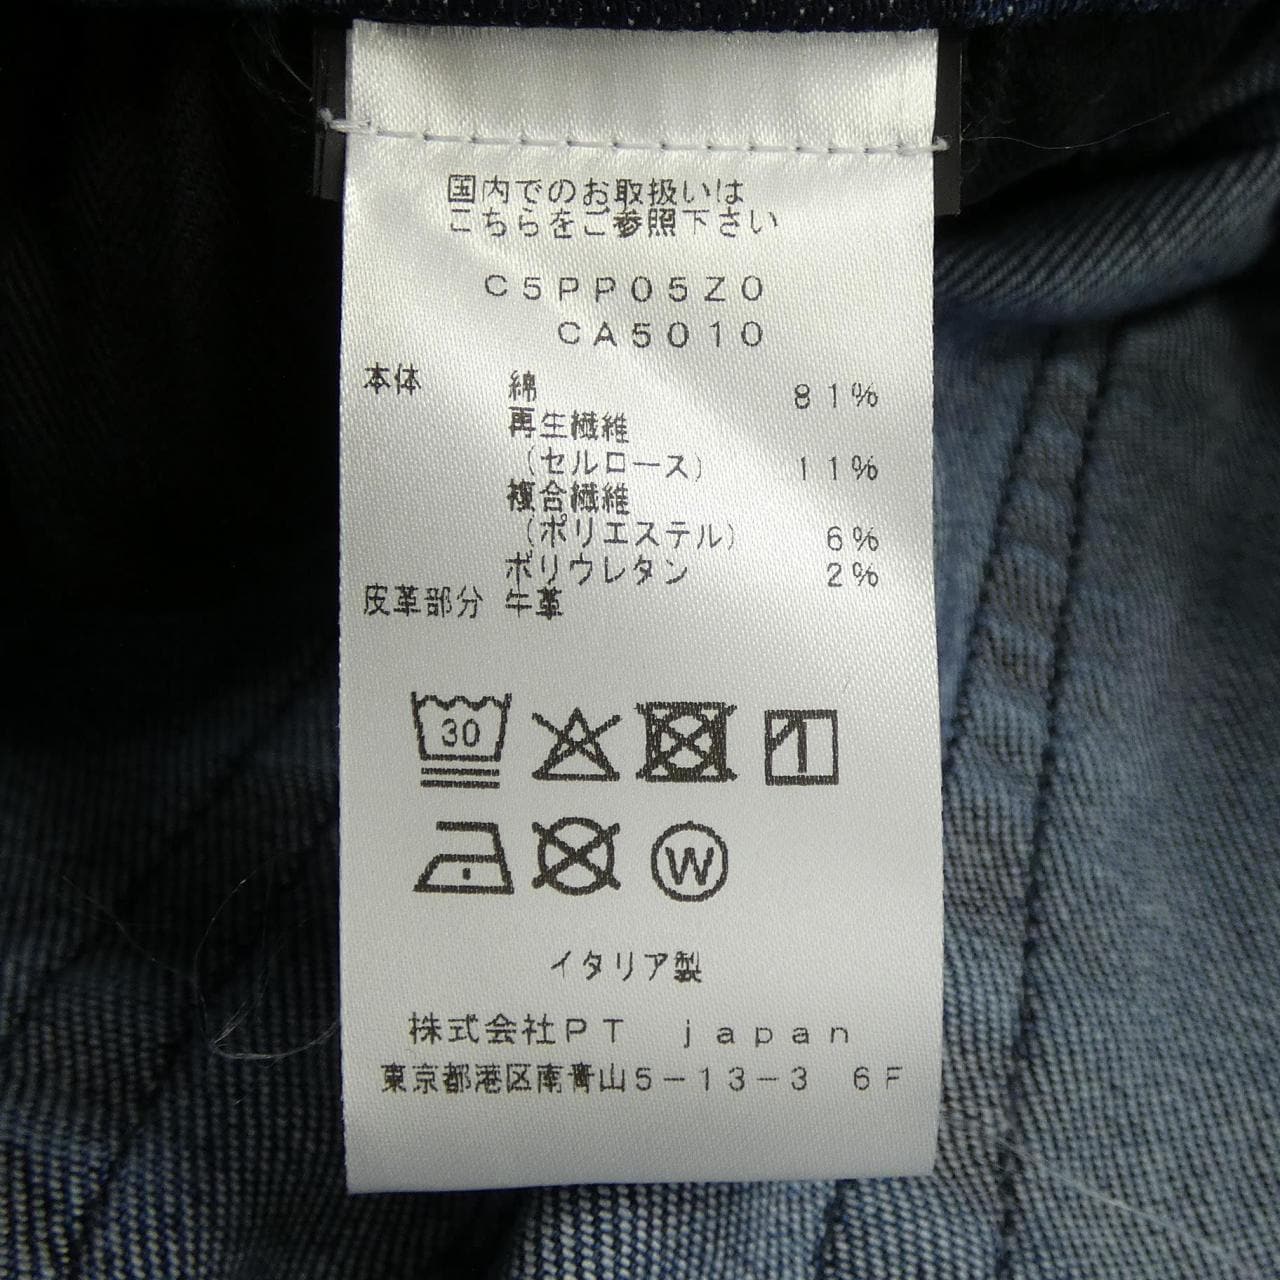 国内でのお取扱いは
こちらをご参照下さい
C5PP05Z0
CA5010
本体 綿 81%
再生繊維
（セルロース） 11%
複合繊維
（ポリエステル） 6%
ポリウレタン 2%
皮革部分 牛革
30
W
イタリア製
株式会社PT japan
東京都港区南青山5-13-3 6F